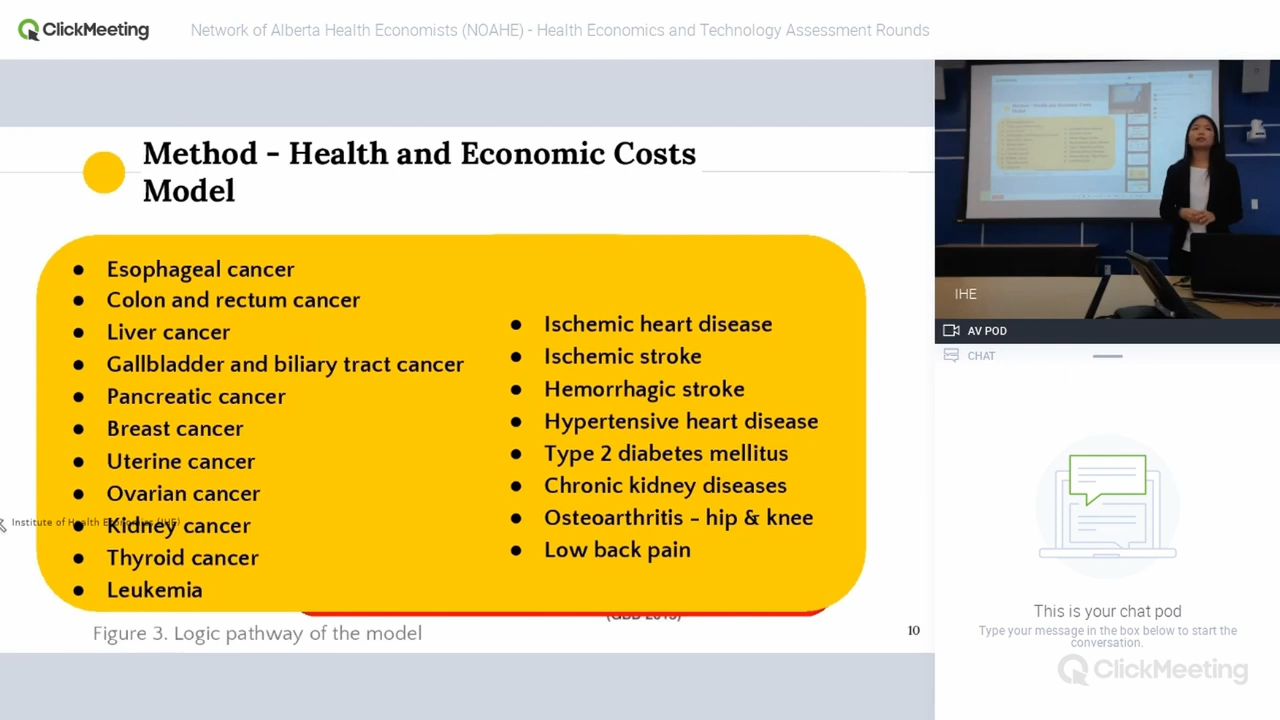 ClickMeeting
Network of Alberta Health Economists (NOAHE) - Health Economics and Technology Assessment Rounds
Method - Health and Economic Costs
Model
● Esophageal cancer
● Colon and rectum cancer
● Liver cancer
● Gallbladder and biliary tract cancer
● Pancreatic cancer
● Breast cancer
● Uterine cancer
● Ovarian cancer
● Kidney cancer
● Thyroid cancer
● Leukemia
● Ischemic heart disease
● Ischemic stroke
● Hemorrhagic stroke
● Hypertensive heart disease
● Type 2 diabetes mellitus
● Chronic kidney diseases
● Osteoarthritis - hip & knee
● Low back pain
Institute of Health Economics (IHE)
Figure 3. Logic pathway of the model
10
IHE
AV POD
CHAT
This is your chat pod
Type your message in the box below to start the
conversation.
ClickMeeting